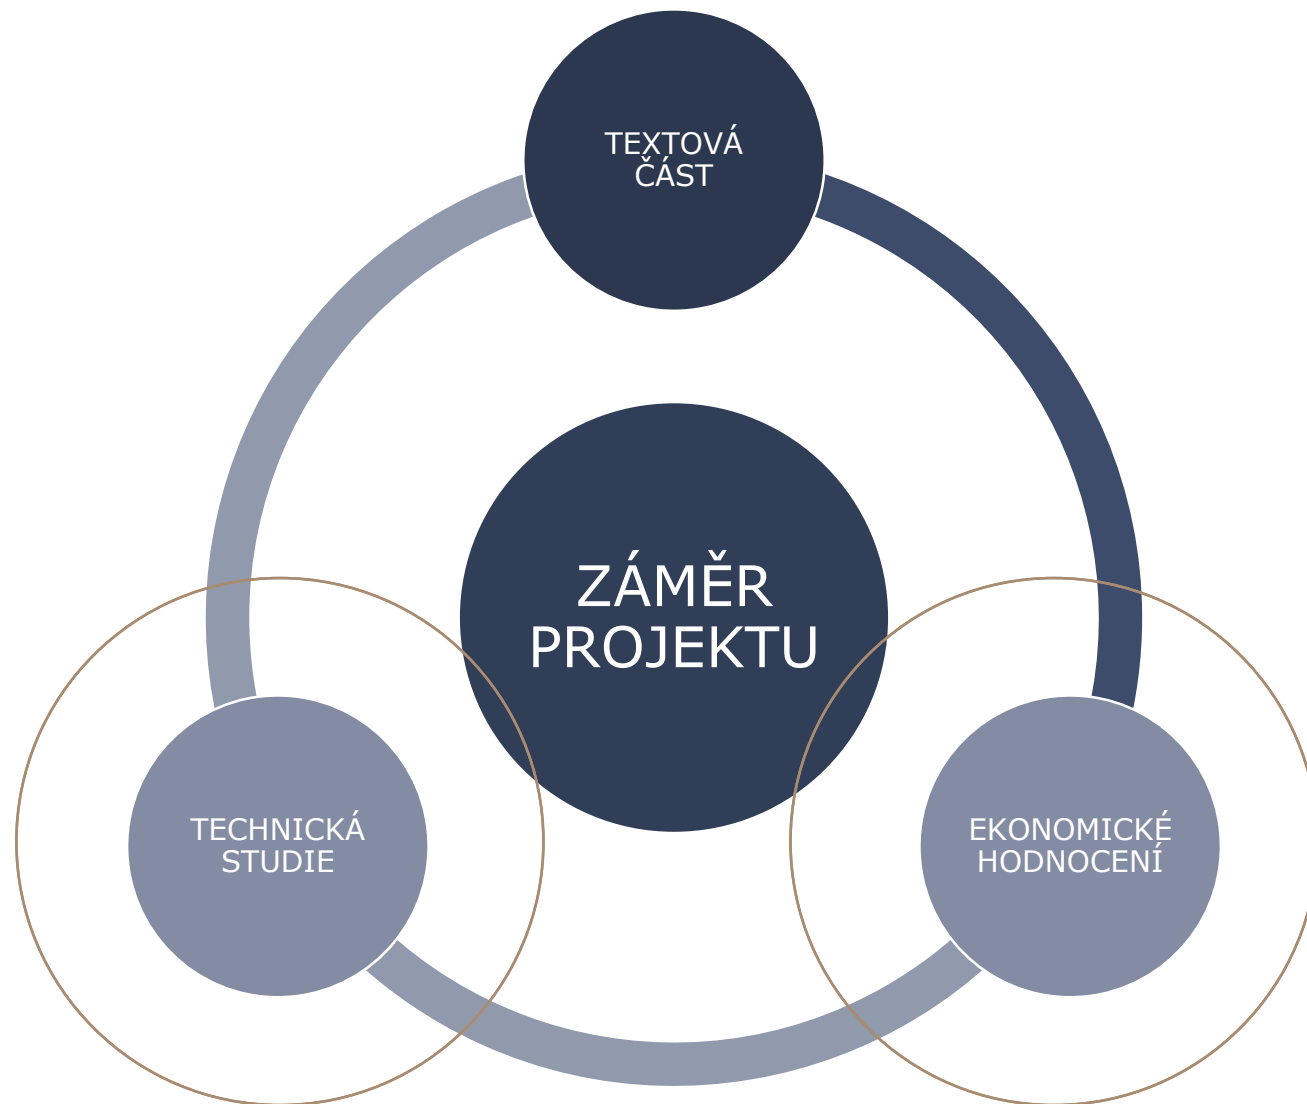 TEXTOVÁ
ČÁST
ZÁMĚR
PROJEKTU
TECHNICKÁ
STUDIE
EKONOMICKÉ
HODNOCENÍ